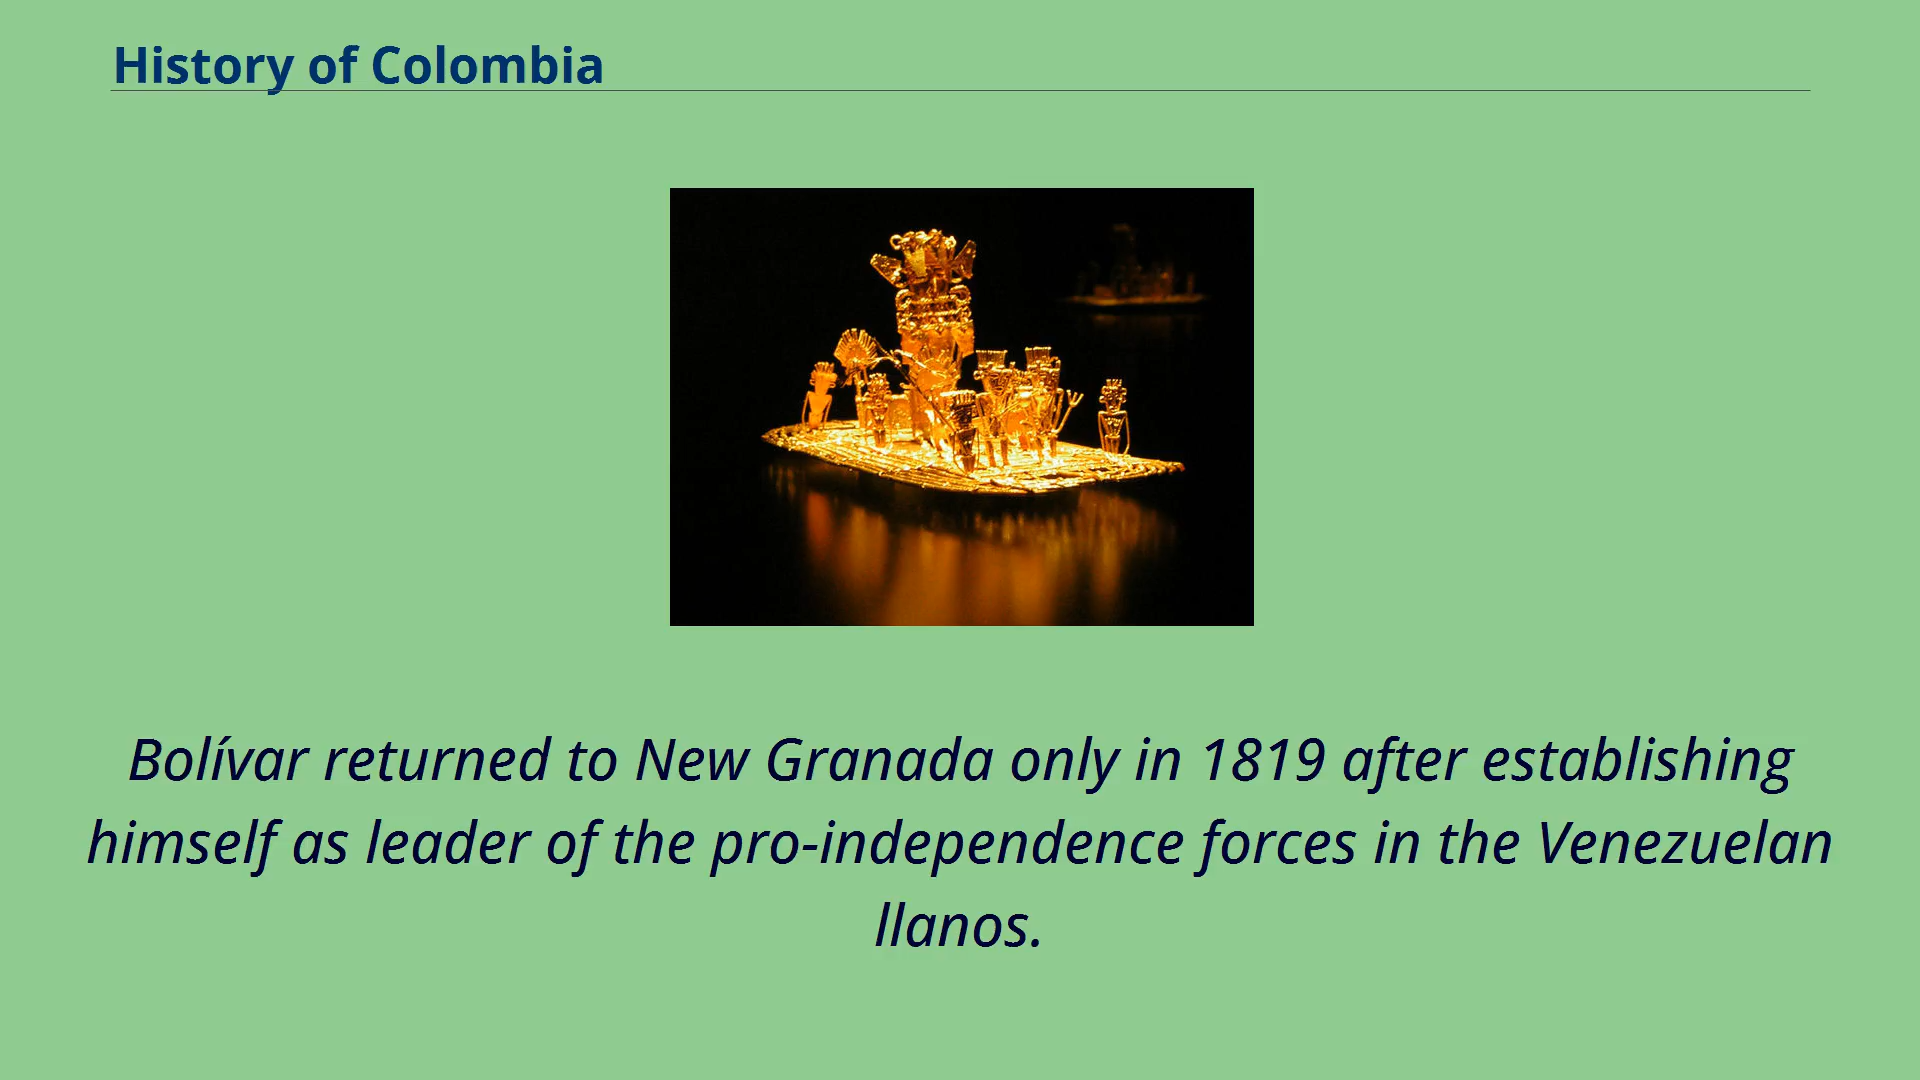 History of Colombia
Bolívar returned to New Granada only in 1819 after establishing
himself as leader of the pro-independence forces in the Venezuelan
llanos.